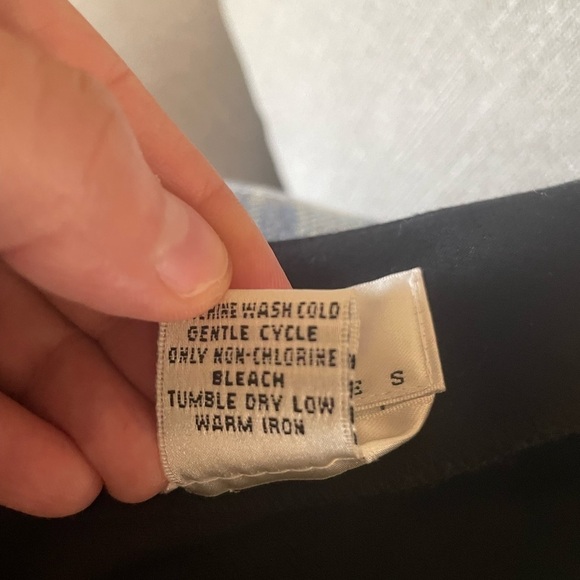 WASH COLD
GENTLE CYCLE
ONLY NON-CHLORINE
BLEACH
TUMBLE DRY LOW
WARM IRON
E S